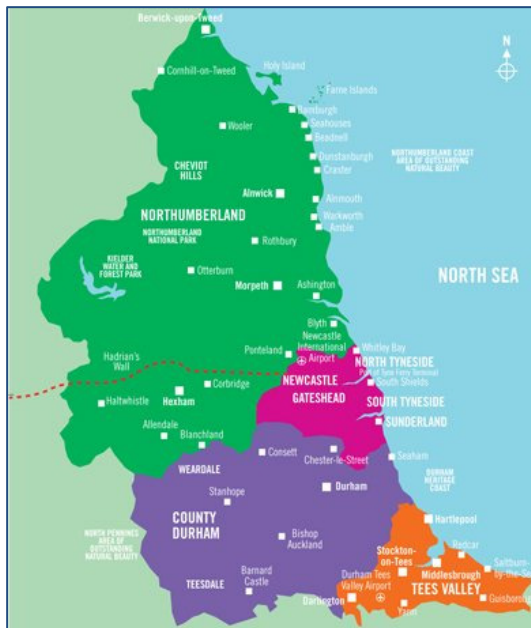 Berwick-upon-Tweed
N
Cornhill-on-Tweed
Holy Island
Farne Islands
Bamburgh
Seahouses
Beadnell
Wooler
CHEVIOT
HILLS
Dunstanburgh
Craster
NORTHUMBERLAND COAST
AREA OF OUTSTANDING
NATURAL BEAUTY
Alnwick
Alnmouth
NORTHUMBERLAND
Warkworth
Amble
NORTHUMBERLAND
NATIONAL PARK
Rothbury
KIELDER
WATER AND
FOREST PARK
Otterburn
NORTH SEA
Morpeth
Ashington
Blyth
Newcastle
International
Airport
Ponteland
Whitley Bay
NORTH TYNESIDE
Port of Tyne Ferry Terminal
Hadrian's
Wall
NEWCASTLE
GATESHEAD
South Shields
Corbridge
Hexham
Haltwhistle
SOUTH TYNESIDE
SUNDERLAND
Allendale
Blanchland
Consett
Chester-le-Street
Seaham
WEARDALE
DURHAM
HERITAGE
COAST
Durham
Stanhope
COUNTY
DURHAM
Hartlepool
NORTH PENNINES
AREA OF
OUTSTANDING
NATURAL BEAUTY
Bishop
Auckland
Stockton-
on-Tees
Redcar
Saltburn-
by-the-Sea
Middlesbrough
TEESDALE
Barnard
Castle
Durham Tees
Valley Airport
TEES VALLEY
Darlington
Yarm
Guisborough